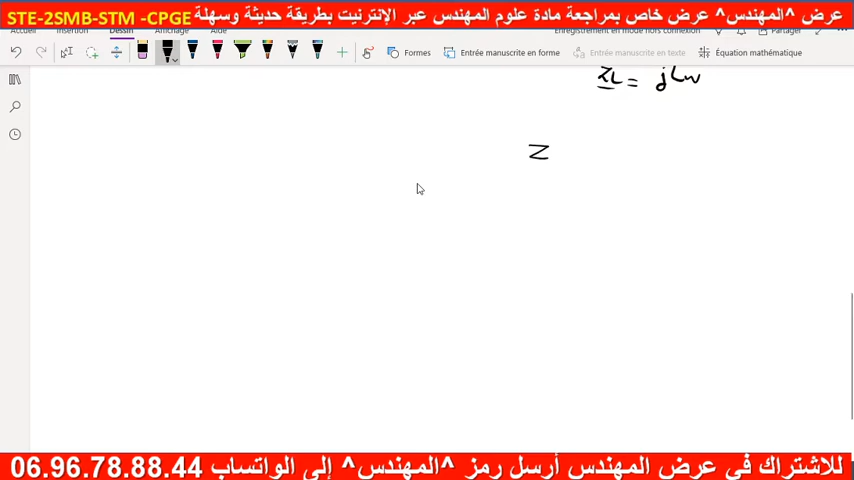 STE-2SMB-STM -CPGE عرض ^المهندس^ عرض خاص بمراجعة مادة علوم المهندس عبر الإنترنيت بطريقة حديثة وسهلة
Accueil Insertion Dessin Affichage Aide Enregistrement en mode hors connexion Partager
Formes Entrée manuscrite en forme Entrée manuscrite en texte Équation mathématique
ZL = jLw
Z
للاشتراك في عرض المهندس أرسل رمز ^المهندس^ إلى الواتساب 06.96.78.88.44